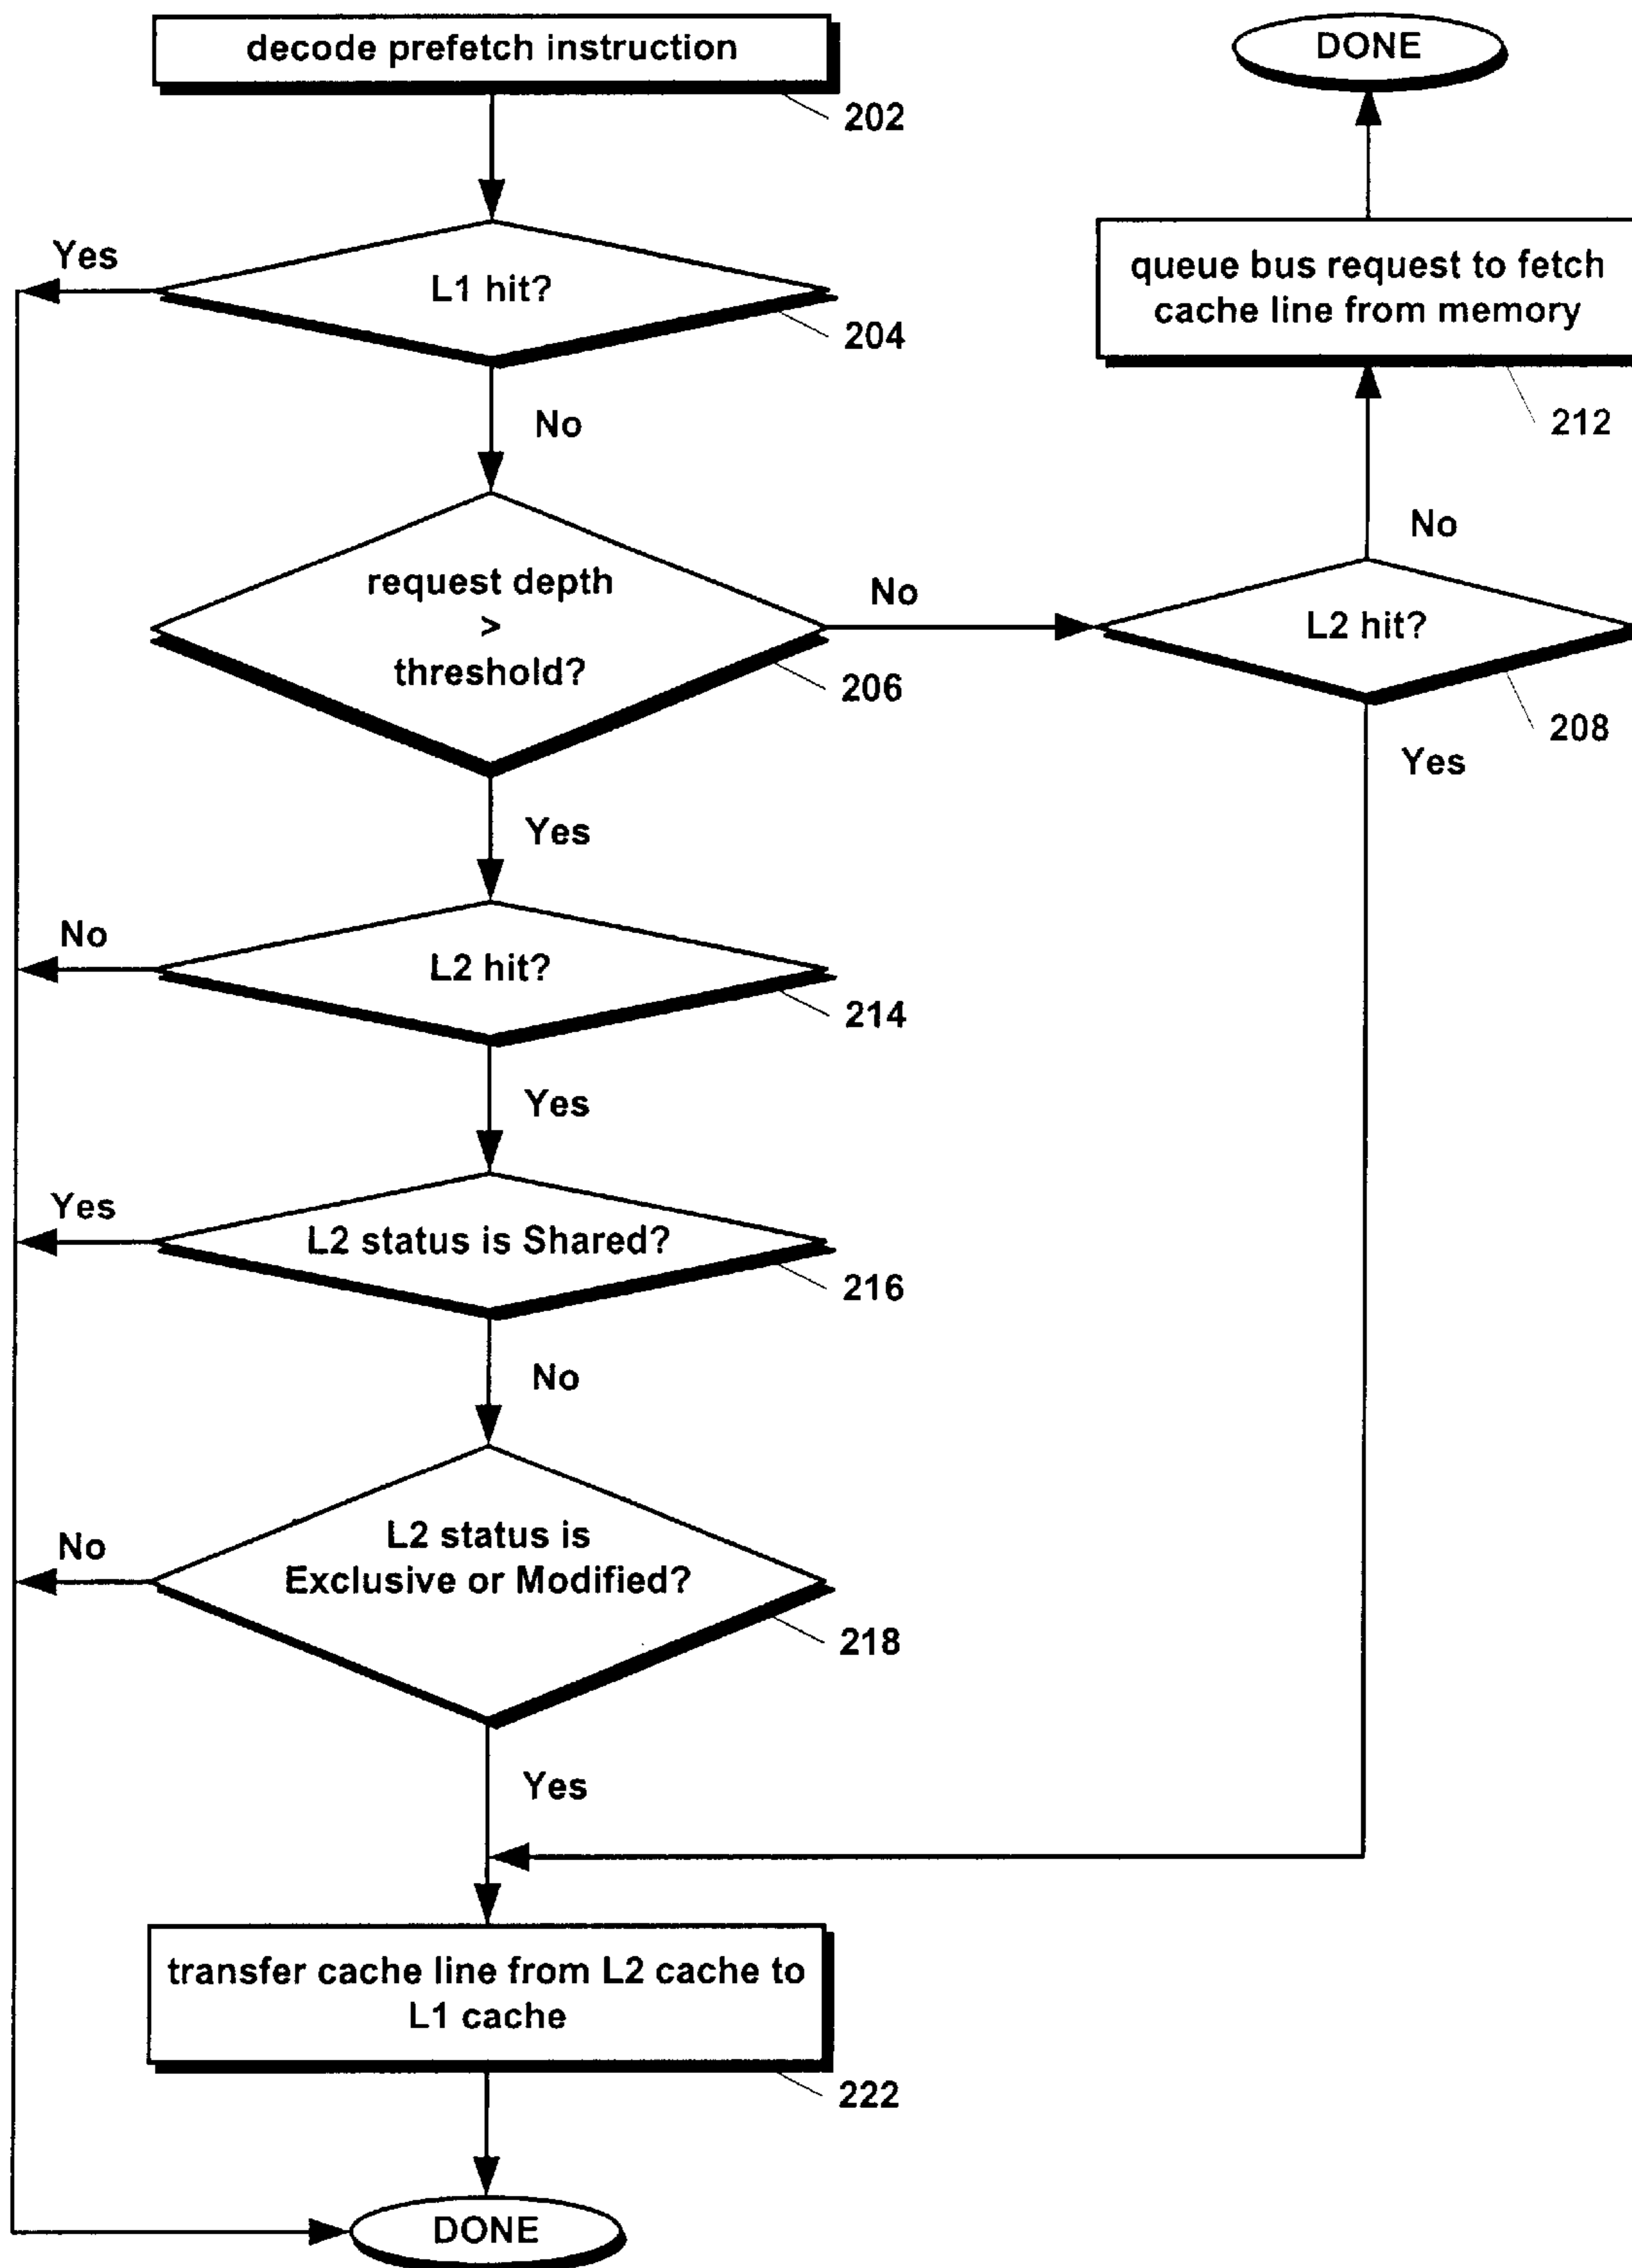 decode prefetch instruction
202
DONE
Yes
L1 hit?
204
No
queue bus request to fetch
cache line from memory
212
request depth
>
threshold?
206
No
L2 hit?
208
No
Yes
Yes
No
L2 hit?
214
Yes
Yes
L2 status is Shared?
216
No
No
L2 status is
Exclusive or Modified?
218
Yes
transfer cache line from L2 cache to
L1 cache
222
DONE